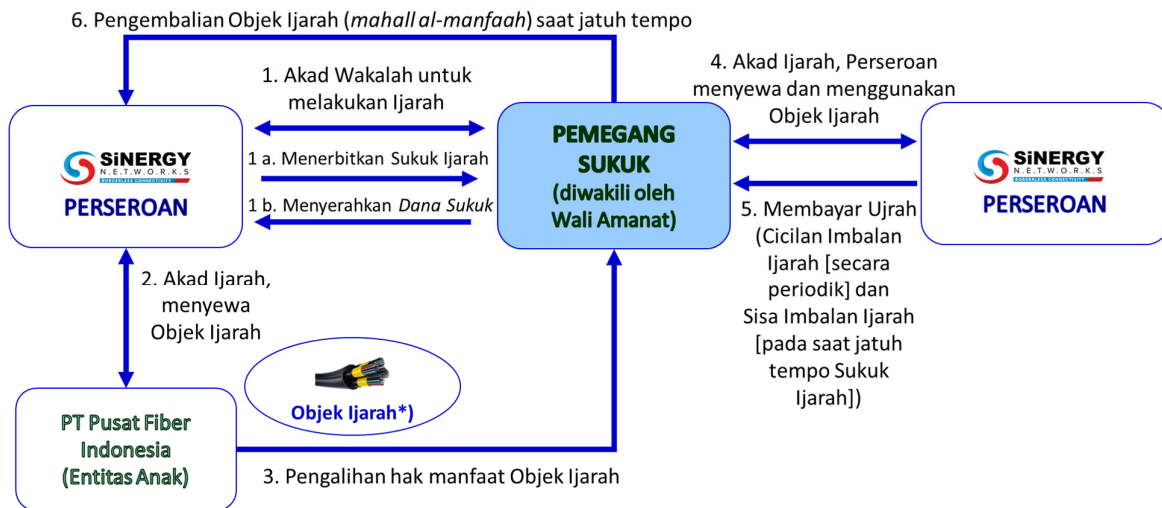 6. Pengembalian Objek Ijarah (mahall al-manfaah) saat jatuh tempo
1. Akad Wakalah untuk
melakukan Ijarah
4. Akad Ijarah, Perseroan
menyewa dan menggunakan
Objek Ijarah
SiNERGY
N.E.T.W.O.R.K.S
BORDERLESS CONNECTIVITY
PERSEROAN
1 a. Menerbitkan Sukuk Ijarah
1 b. Menyerahkan Dana Sukuk
PEMEGANG
SUKUK
(diwakili oleh
Wali Amanat)
SiNERGY
N.E.T.W.O.R.K.S
BORDERLESS CONNECTIVITY
PERSEROAN
5. Membayar Ujrah
(Cicilan Imbalan
Ijarah [secara
periodik] dan
Sisa Imbalan Ijarah
[pada saat jatuh
tempo Sukuk
Ijarah])
2. Akad Ijarah,
menyewa
Objek Ijarah
Objek Ijarah*)
PT Pusat Fiber
Indonesia
(Entitas Anak)
3. Pengalihan hak manfaat Objek Ijarah